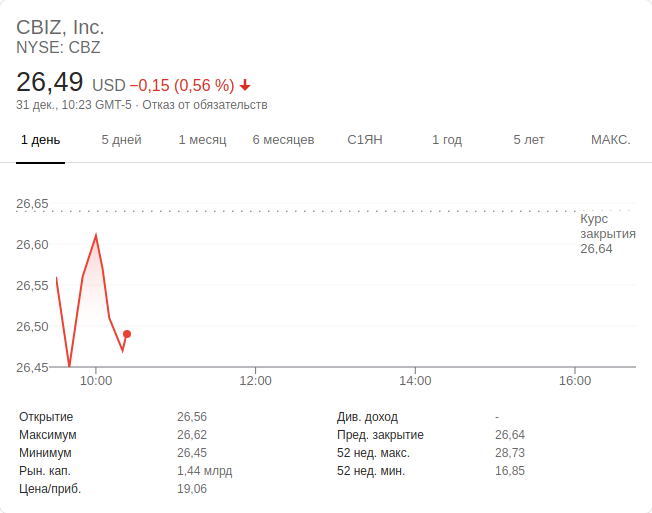 CBIZ, Inc.
NYSE: CBZ
26,49 USD −0,15 (0,56 %)
31 дек., 10:23 GMT-5 · Отказ от обязательств
1 день 5 дней 1 месяц 6 месяцев С1ЯН 1 год 5 лет МАКС.
26,65
Курс
закрытия
26,64
26,60
26,55
26,50
26,45
10:00 12:00 14:00 16:00
Открытие 26,56 Див. доход -
Максимум 26,62 Пред. закрытие 26,64
Минимум 26,45 52 нед. макс. 28,73
Рын. кап. 1,44 млрд 52 нед. мин. 16,85
Цена/приб. 19,06